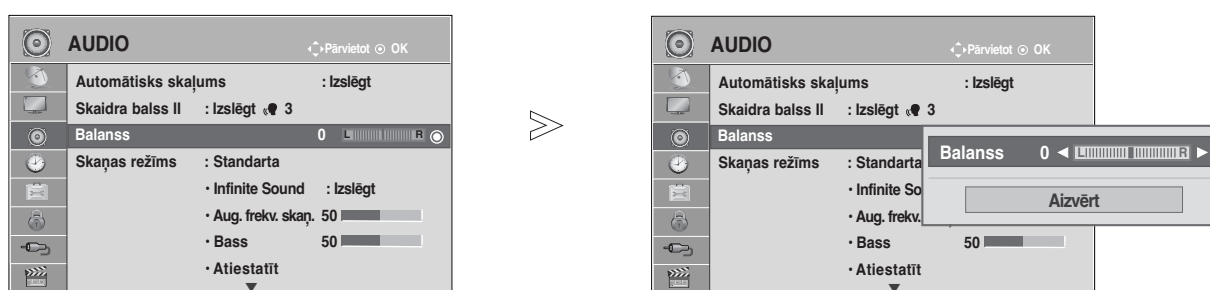 AUDIO
Pārvietot OK
Automātisks skaļums : Izslēgt
Skaidra balss II : Izslēgt 3
Balanss 0 L R
Skaņas režīms : Standarta
• Infinite Sound : Izslēgt
• Aug. frekv. skaņ. 50
• Bass 50
• Atiestatīt
AUDIO
Pārvietot OK
Automātisks skaļums : Izslēgt
Skaidra balss II : Izslēgt 3
Balanss
Skaņas režīms : Standarta
• Infinite So
• Aug. frekv.
• Bass 50
• Atiestatīt
Balanss 0 L R
Aizvērt